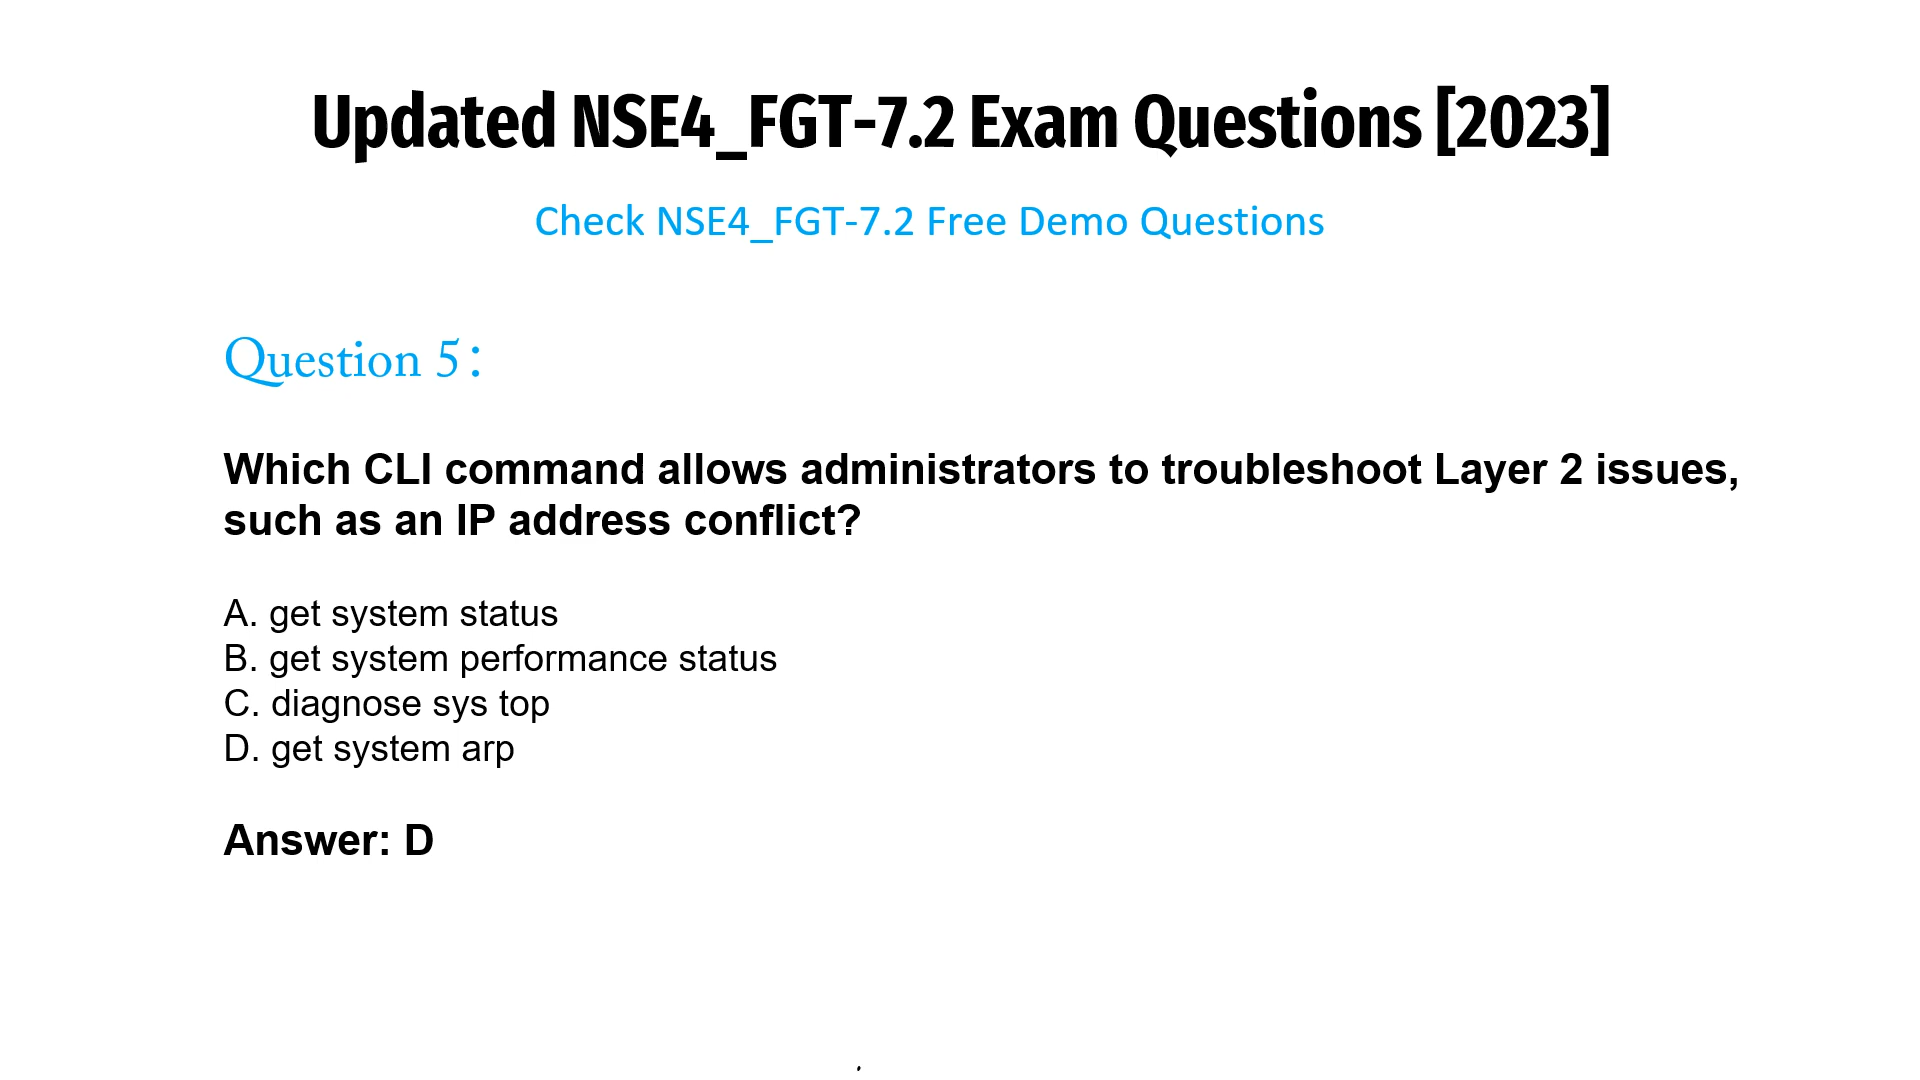 Updated NSE4_FGT-7.2 Exam Questions [2023]
Check NSE4_FGT-7.2 Free Demo Questions
Question 5:
Which CLI command allows administrators to troubleshoot Layer 2 issues,
such as an IP address conflict?
A. get system status
B. get system performance status
C. diagnose sys top
D. get system arp
Answer: D